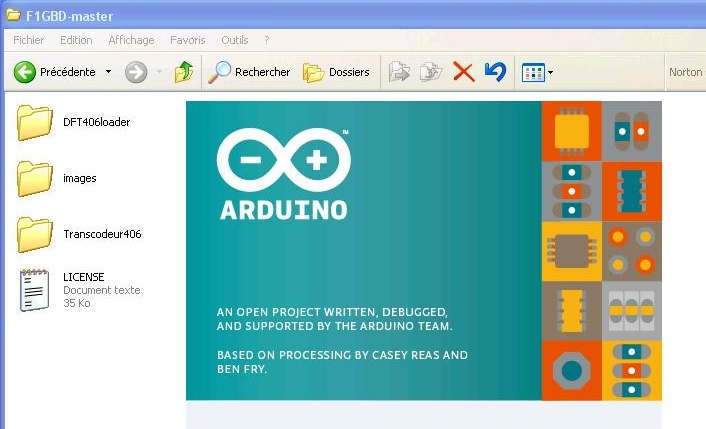 F1GBD-master
Fichier Edition Affichage Favoris Outils ?
Précédente Rechercher Dossiers Norton
DFT406loader
images
Transcodeur406
LICENSE
Document texte
35 Ko
TM
ARDUINO
AN OPEN PROJECT WRITTEN, DEBUGGED,
AND SUPPORTED BY THE ARDUINO TEAM.
BASED ON PROCESSING BY CASEY REAS AND
BEN FRY.